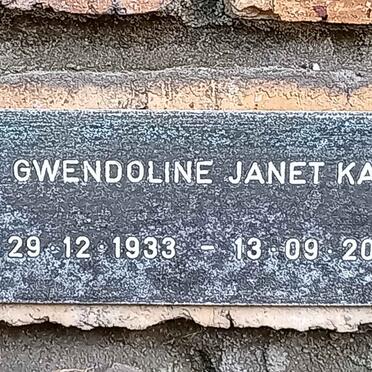 GWENDOLINE JANET KA
29·12·1933 - 13·09·20